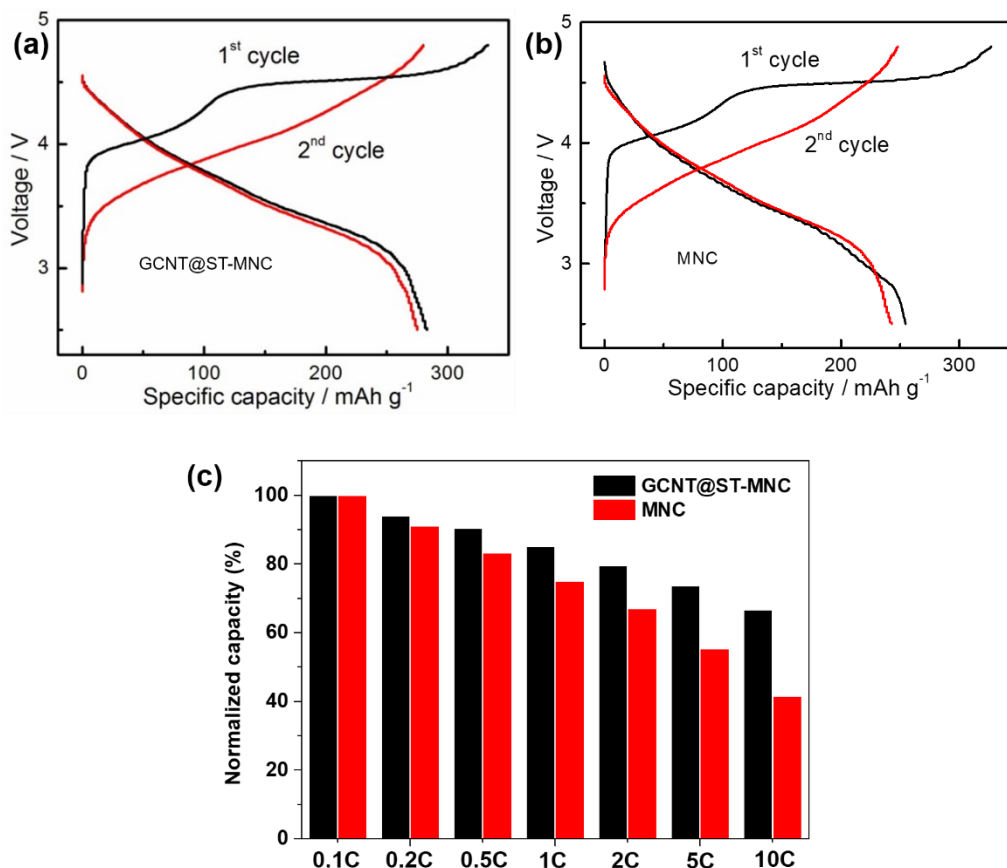 (a)
5
4
3
Voltage / V
1st cycle
2nd cycle
GCNT@ST-MNC
0 100 200 300
Specific capacity / mAh g-1
(b)
5
4
3
Voltage / V
1st cycle
2nd cycle
MNC
0 100 200 300
Specific capacity / mAh g-1
(c)
GCNT@ST-MNC
MNC
100
80
60
40
20
0
Normalized capacity (%)
0.1C 0.2C 0.5C 1C 2C 5C 10C